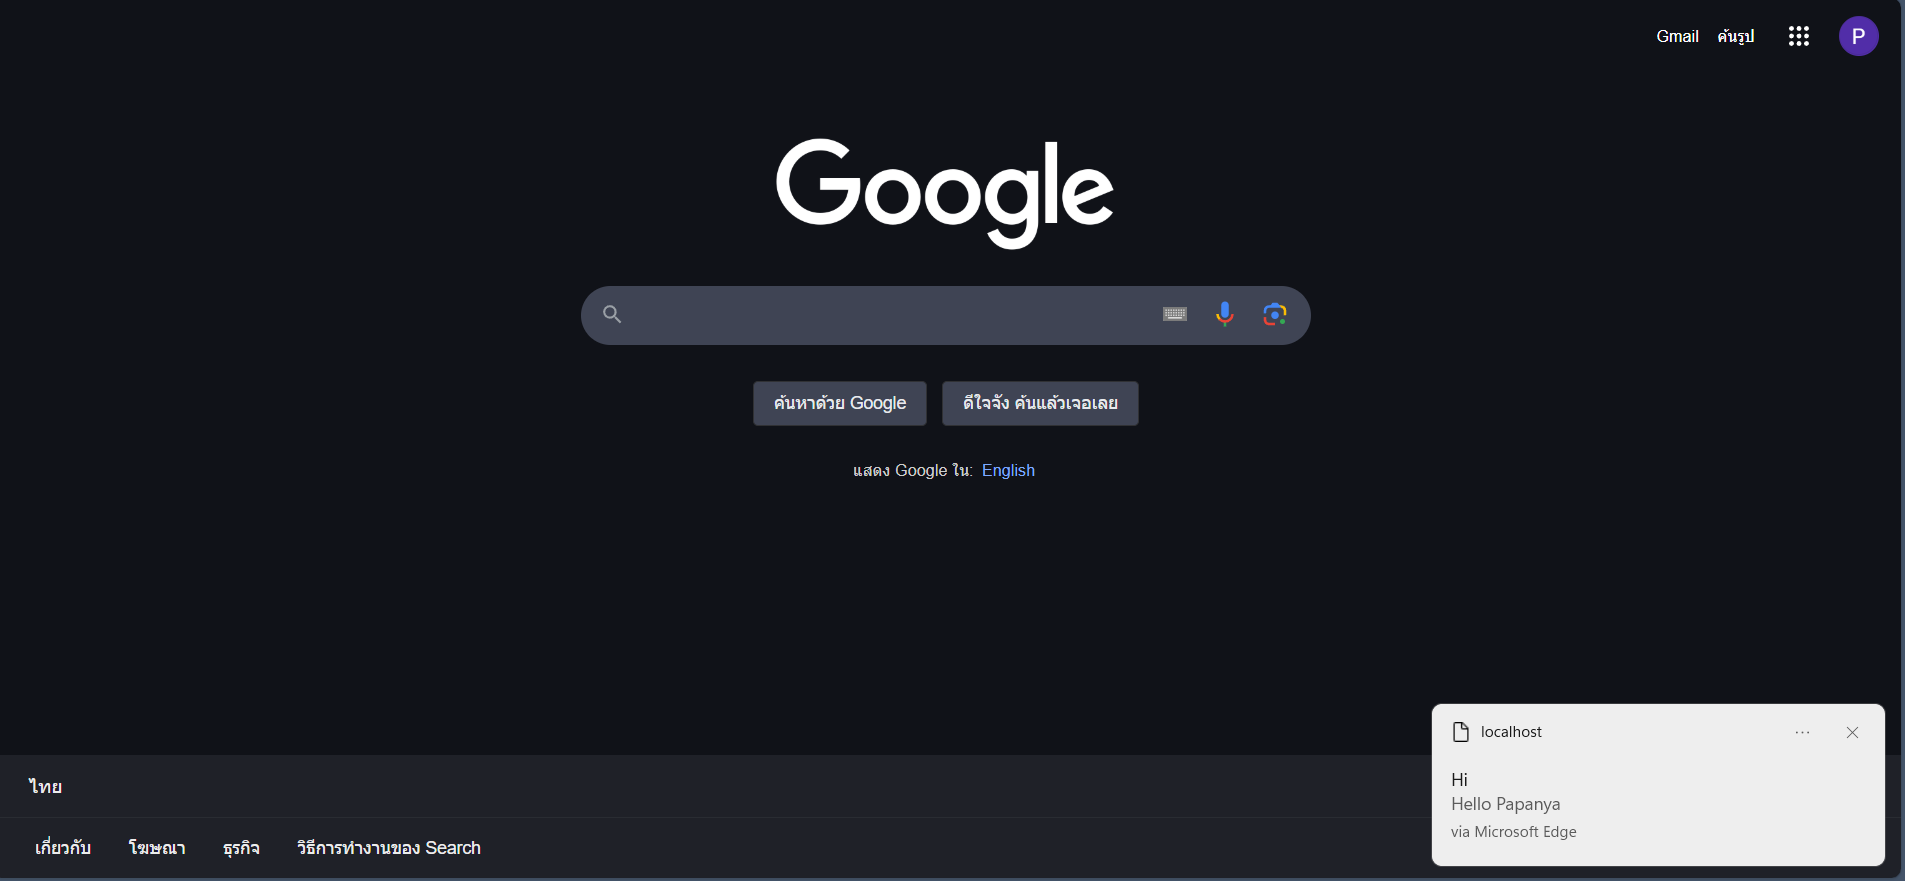 Gmail ค้นรูป P
Google
ค้นหาด้วย Google ดีใจจัง ค้นแล้วเจอเลย
แสดง Google ใน: English
localhost
Hi
Hello Papanya
via Microsoft Edge
ไทย
เกี่ยวกับ โฆษณา ธุรกิจ วิธีการทำงานของ Search